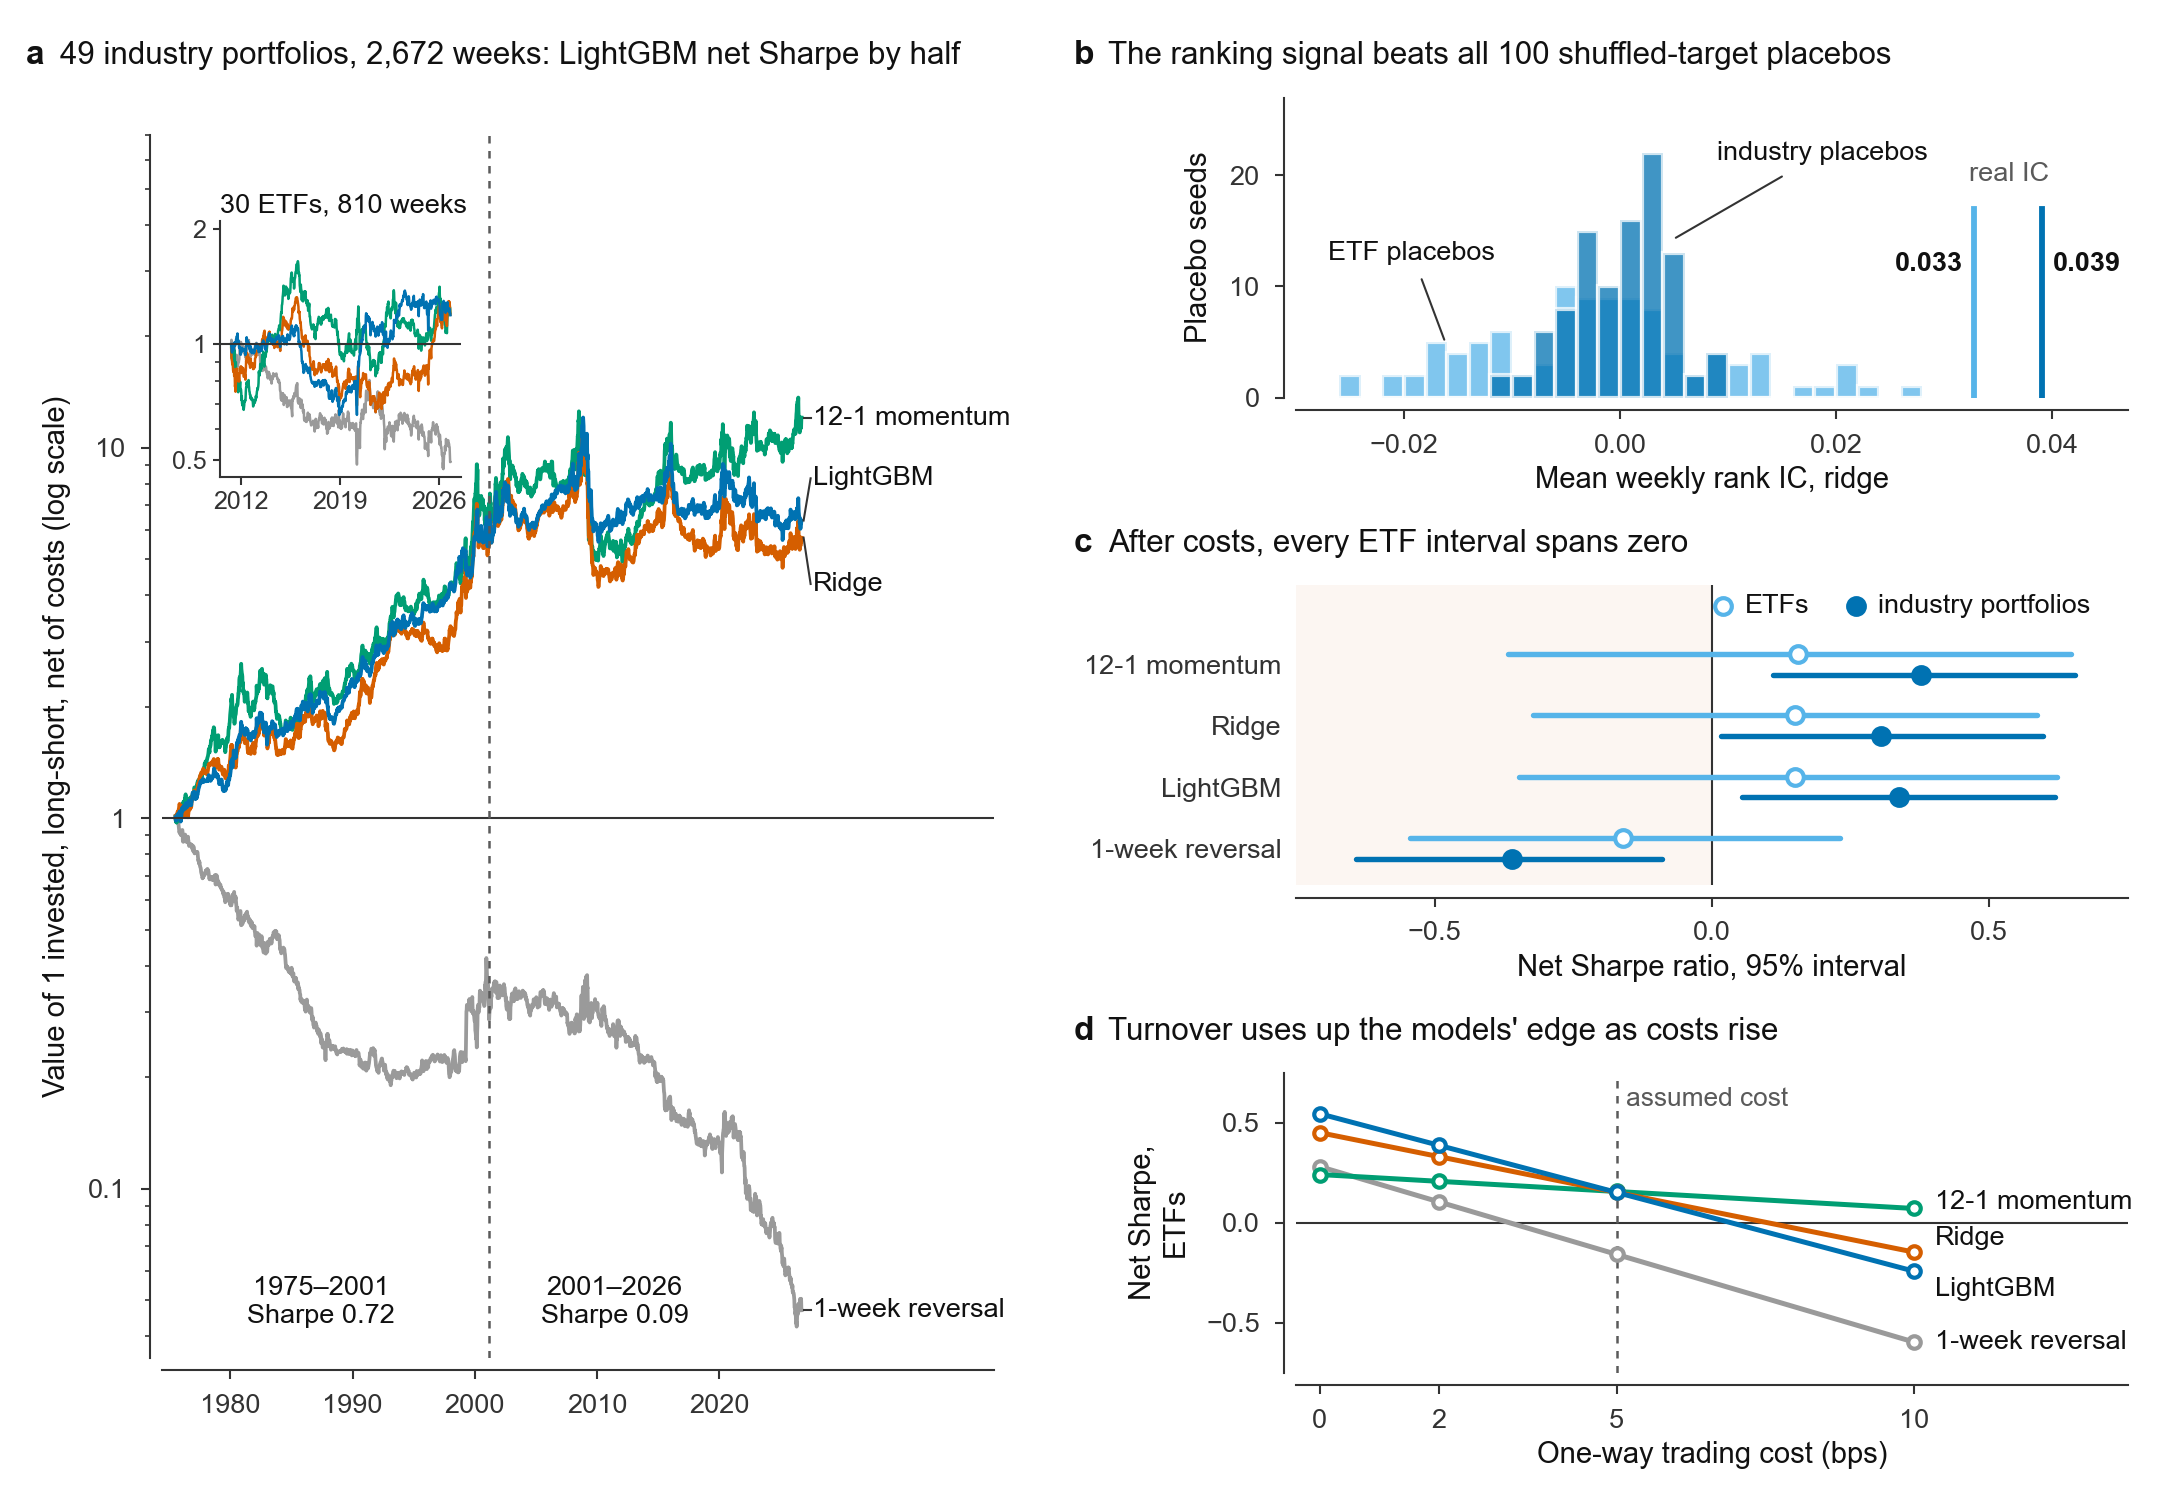 a 49 industry portfolios, 2,672 weeks: LightGBM net Sharpe by half
Value of 1 invested, long-short, net of costs (log scale)
10
1
0.1
30 ETFs, 810 weeks
2
1
0.5
2012 2019 2026
12-1 momentum
LightGBM
Ridge
1-week reversal
1975–2001
Sharpe 0.72
2001–2026
Sharpe 0.09
1980 1990 2000 2010 2020
b The ranking signal beats all 100 shuffled-target placebos
Placebo seeds
20
10
0
industry placebos
ETF placebos
real IC
0.033
0.039
−0.02 0.00 0.02 0.04
Mean weekly rank IC, ridge
c After costs, every ETF interval spans zero
ETFs industry portfolios
12-1 momentum
Ridge
LightGBM
1-week reversal
−0.5 0.0 0.5
Net Sharpe ratio, 95% interval
d Turnover uses up the models' edge as costs rise
Net Sharpe,
ETFs
0.5
0.0
−0.5
assumed cost
12-1 momentum
Ridge
LightGBM
1-week reversal
0 2 5 10
One-way trading cost (bps)